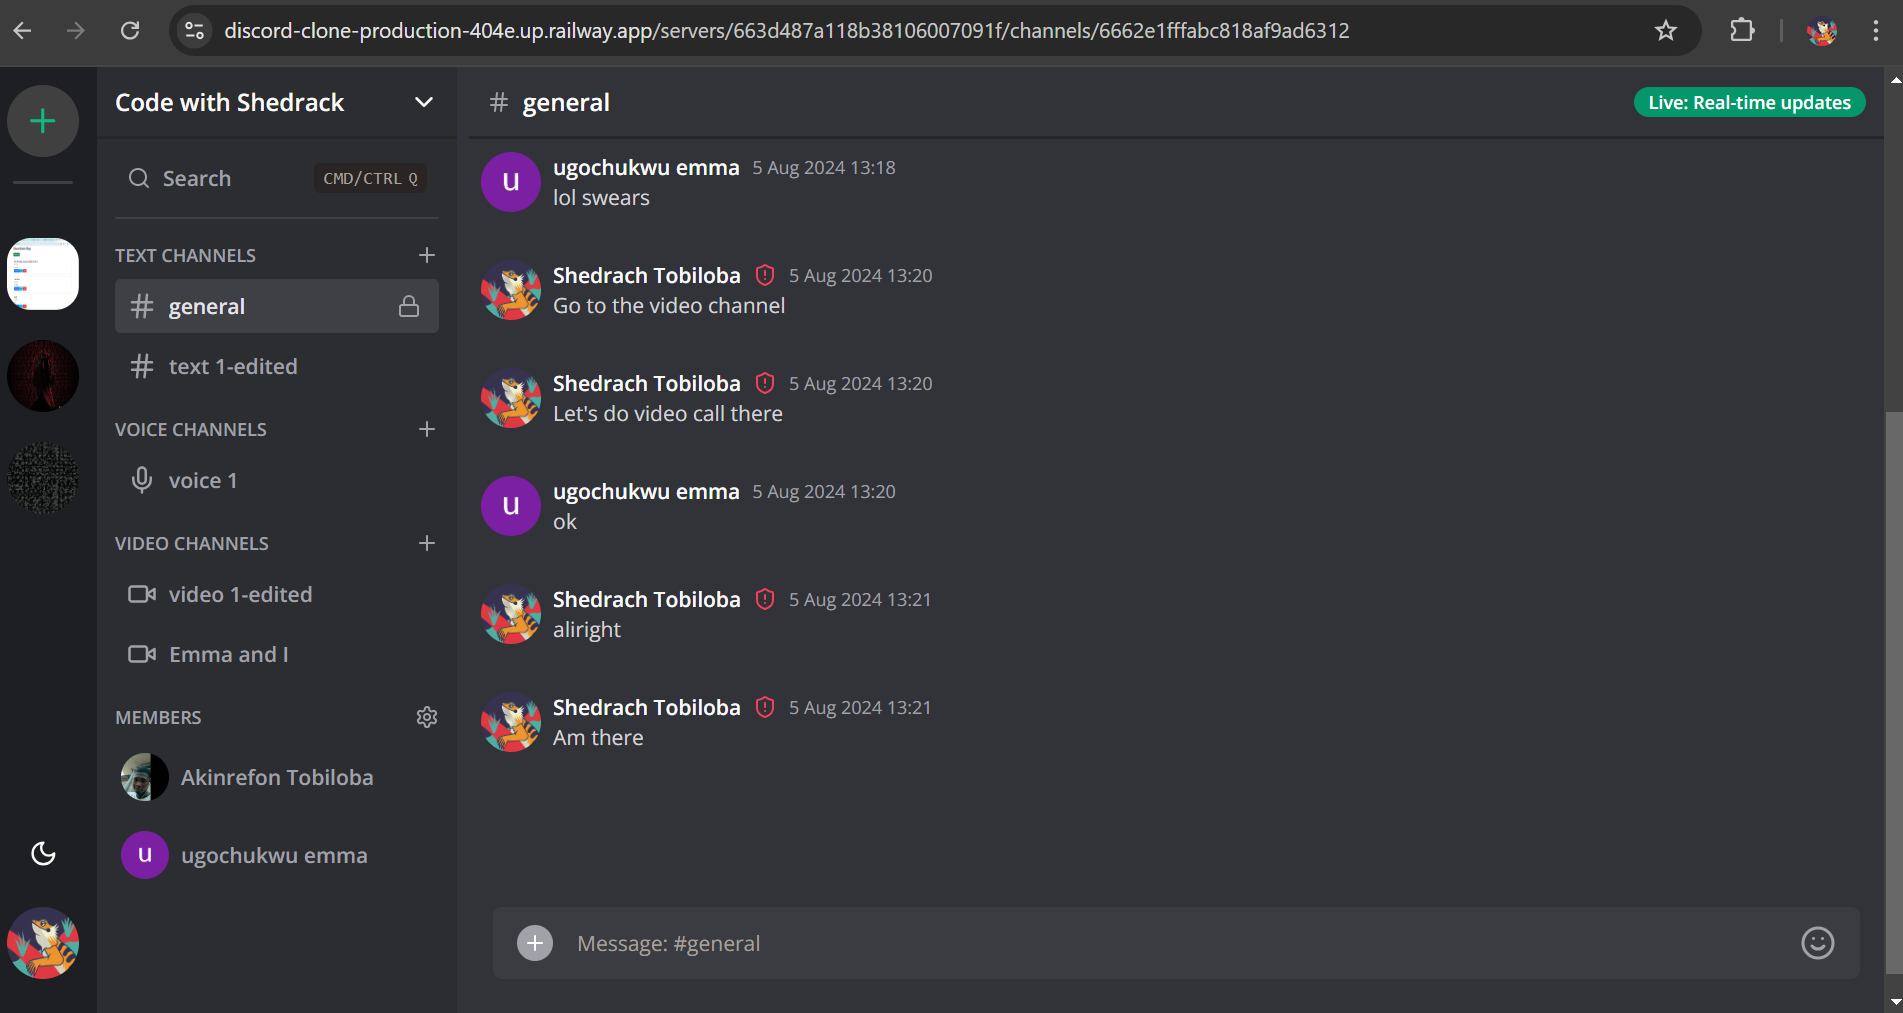 discord-clone-production-404e.up.railway.app/servers/663d487a118b38106007091f/channels/6662e1fffabc818af9ad6312
Code with Shedrack
Search CMD/CTRL Q
TEXT CHANNELS
# general
# text 1-edited
VOICE CHANNELS
voice 1
VIDEO CHANNELS
video 1-edited
Emma and I
MEMBERS
Akinrefon Tobiloba
u ugochukwu emma
# general Live: Real-time updates
u ugochukwu emma 5 Aug 2024 13:18
lol swears
Shedrach Tobiloba 5 Aug 2024 13:20
Go to the video channel
Shedrach Tobiloba 5 Aug 2024 13:20
Let's do video call there
u ugochukwu emma 5 Aug 2024 13:20
ok
Shedrach Tobiloba 5 Aug 2024 13:21
aliright
Shedrach Tobiloba 5 Aug 2024 13:21
Am there
Message: #general